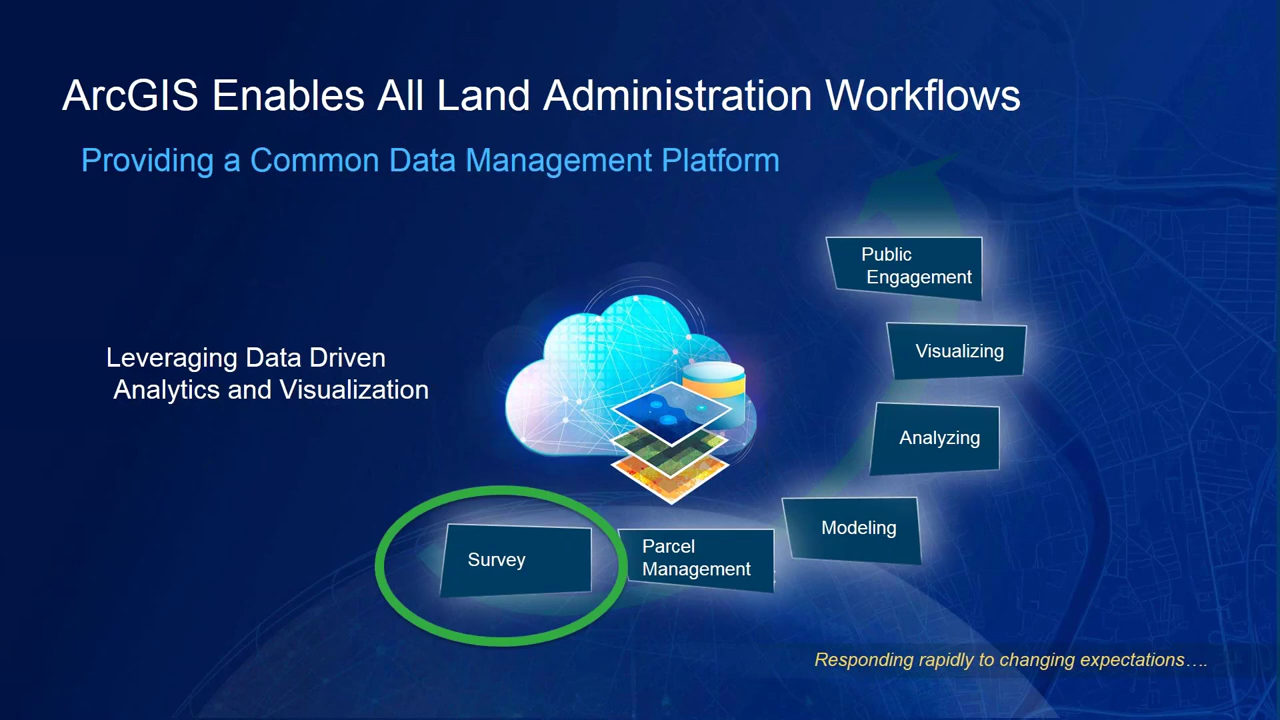 ArcGIS Enables All Land Administration Workflows
Providing a Common Data Management Platform
Leveraging Data Driven
Analytics and Visualization
Public
Engagement
Visualizing
Analyzing
Modeling
Parcel
Management
Survey
Responding rapidly to changing expectations….